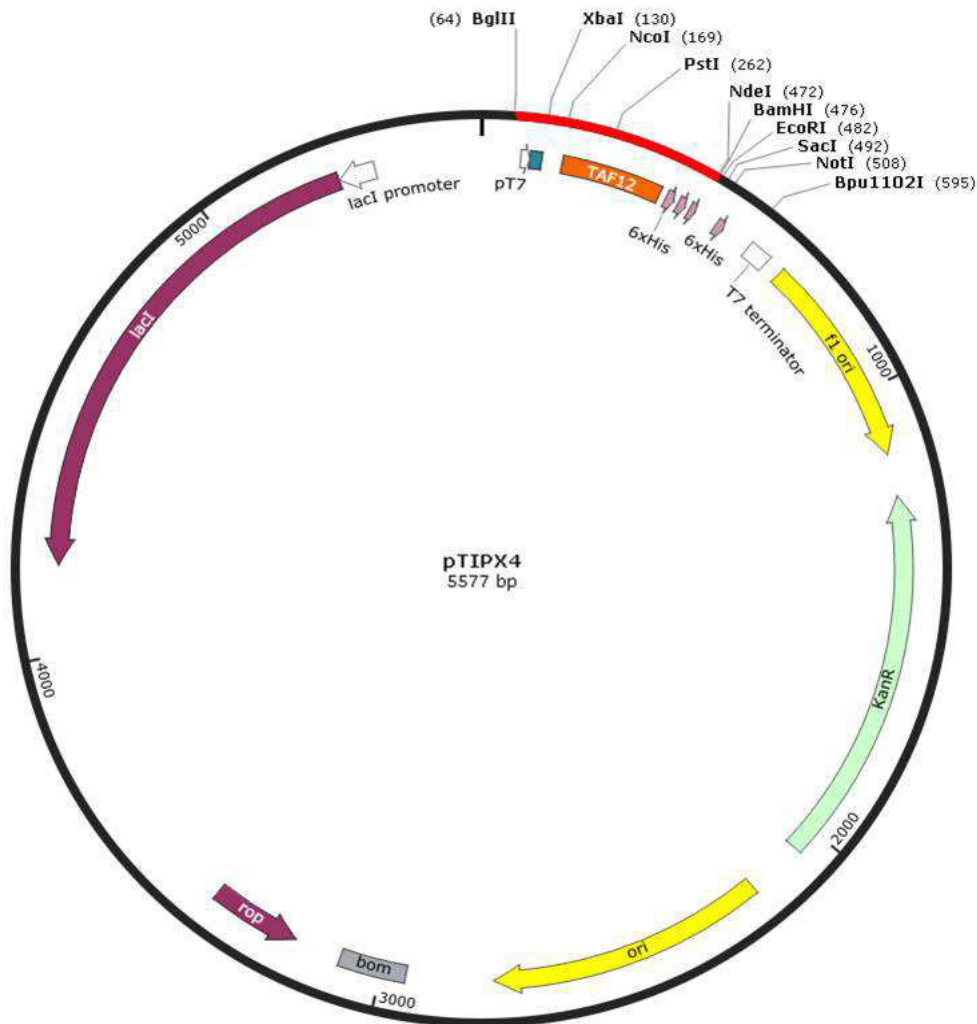 (64) BglII
XbaI (130)
NcoI (169)
PstI (262)
NdeI (472)
BamHI (476)
EcoRI (482)
SacI (492)
NotI (508)
Bpu1102I (595)
pT7
TAF12
6xHis
6xHis
T7 terminator
f1 ori
1000
KanR
2000
ori
3000
bom
rop
4000
lacI
5000
lacI promoter
pTIPX4
5577 bp